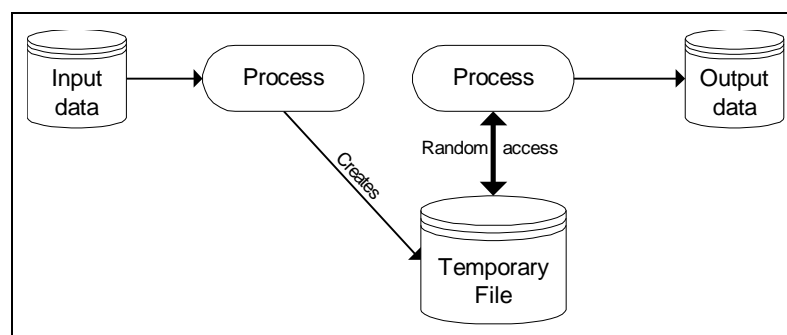 Input
data
Process
Process
Output
data
Creates
Random access
Temporary
File